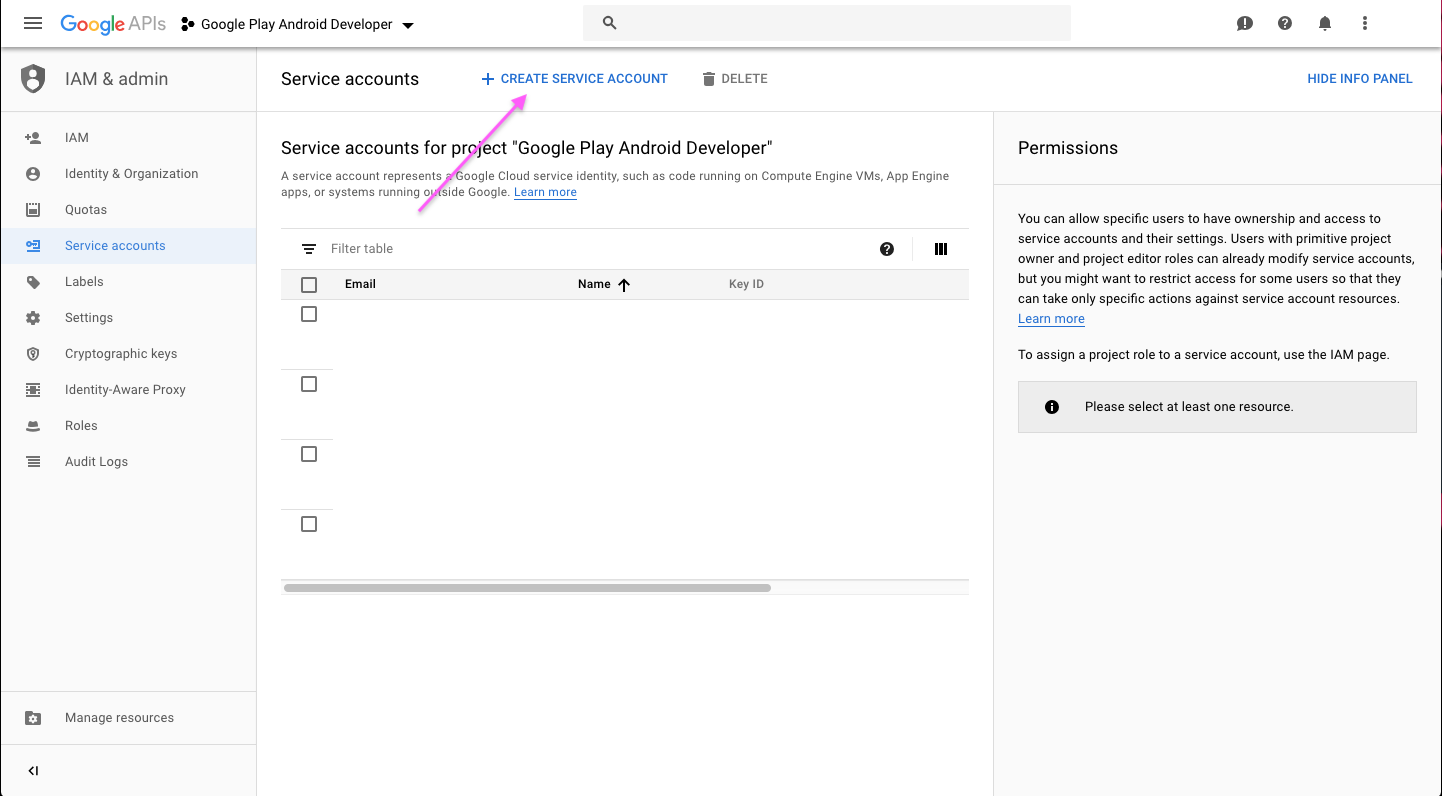 Google APIs
Google Play Android Developer
IAM & admin
Service accounts
CREATE SERVICE ACCOUNT
DELETE
HIDE INFO PANEL
IAM
Identity & Organization
Quotas
Service accounts
Labels
Settings
Cryptographic keys
Identity-Aware Proxy
Roles
Audit Logs
Manage resources
Service accounts for project "Google Play Android Developer"
A service account represents a Google Cloud service identity, such as code running on Compute Engine VMs, App Engine
apps, or systems running outside Google. Learn more
Filter table
Email Name Key ID
Permissions
You can allow specific users to have ownership and access to
service accounts and their settings. Users with primitive project
owner and project editor roles can already modify service accounts,
but you might want to restrict access for some users so that they
can take only specific actions against service account resources.
Learn more
To assign a project role to a service account, use the IAM page.
Please select at least one resource.